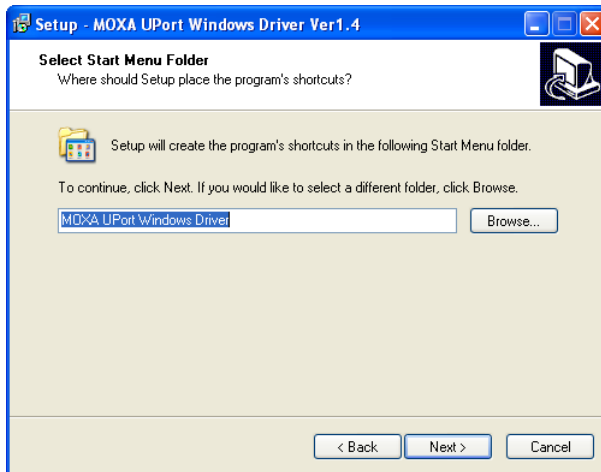 Setup - MOXA UPort Windows Driver Ver1.4
Select Start Menu Folder
Where should Setup place the program's shortcuts?
Setup will create the program's shortcuts in the following Start Menu folder.
To continue, click Next. If you would like to select a different folder, click Browse.
MOXA UPort Windows Driver
Browse...
< Back
Next >
Cancel